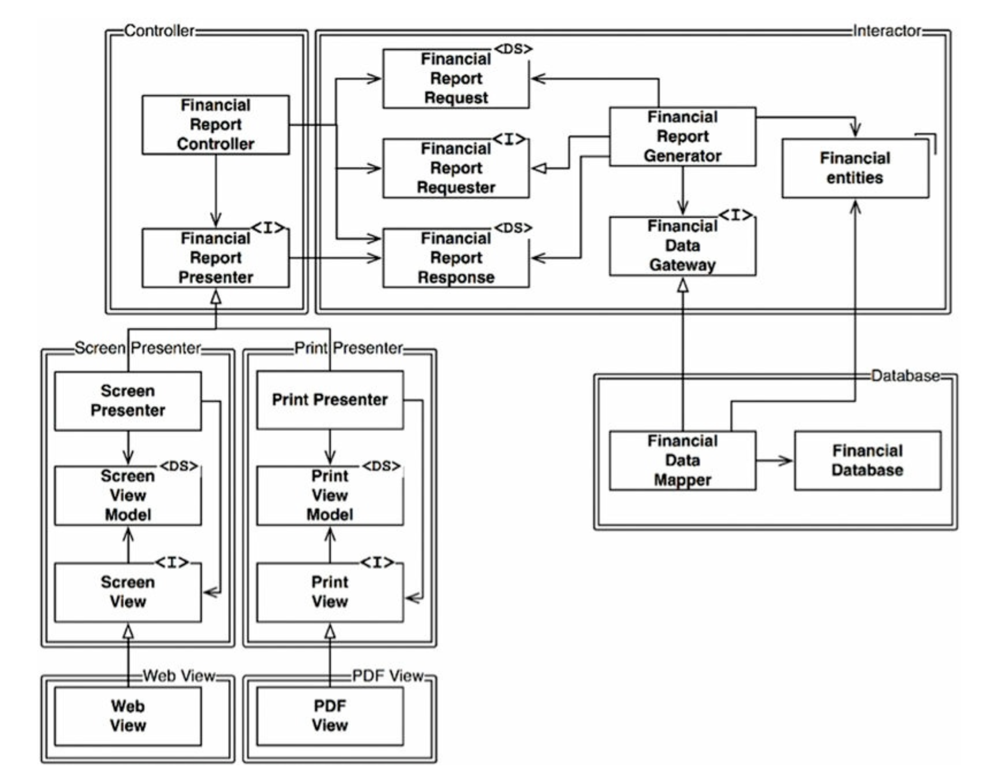 Controller
Interactor
<DS>
Financial
Report
Request
Financial
Report
Controller
Financial
Report
Generator
<I>
Financial
Report
Requester
Financial
entities
<I>
Financial
Report
Presenter
<DS>
Financial
Report
Response
<I>
Financial
Data
Gateway
Screen Presenter
Print Presenter
Database
Screen
Presenter
Print Presenter
Financial
Data
Mapper
Financial
Database
<DS>
Screen
View
Model
<DS>
Print
View
Model
<I>
Screen
View
<I>
Print
View
Web View
PDF View
Web
View
PDF
View